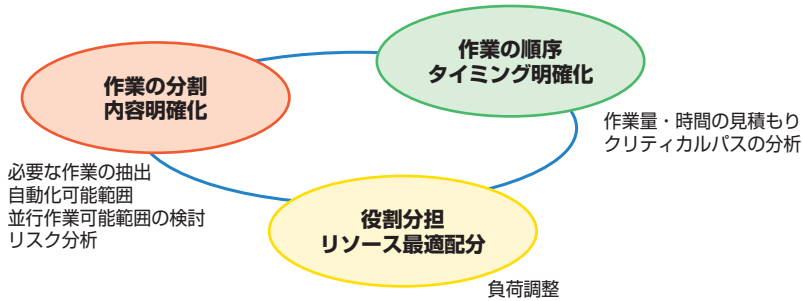 作業の分割
内容明確化
必要な作業の抽出
自動化可能範囲
並行作業可能範囲の検討
リスク分析
作業の順序
タイミング明確化
作業量・時間の見積もり
クリティカルパスの分析
役割分担
リソース最適配分
負荷調整